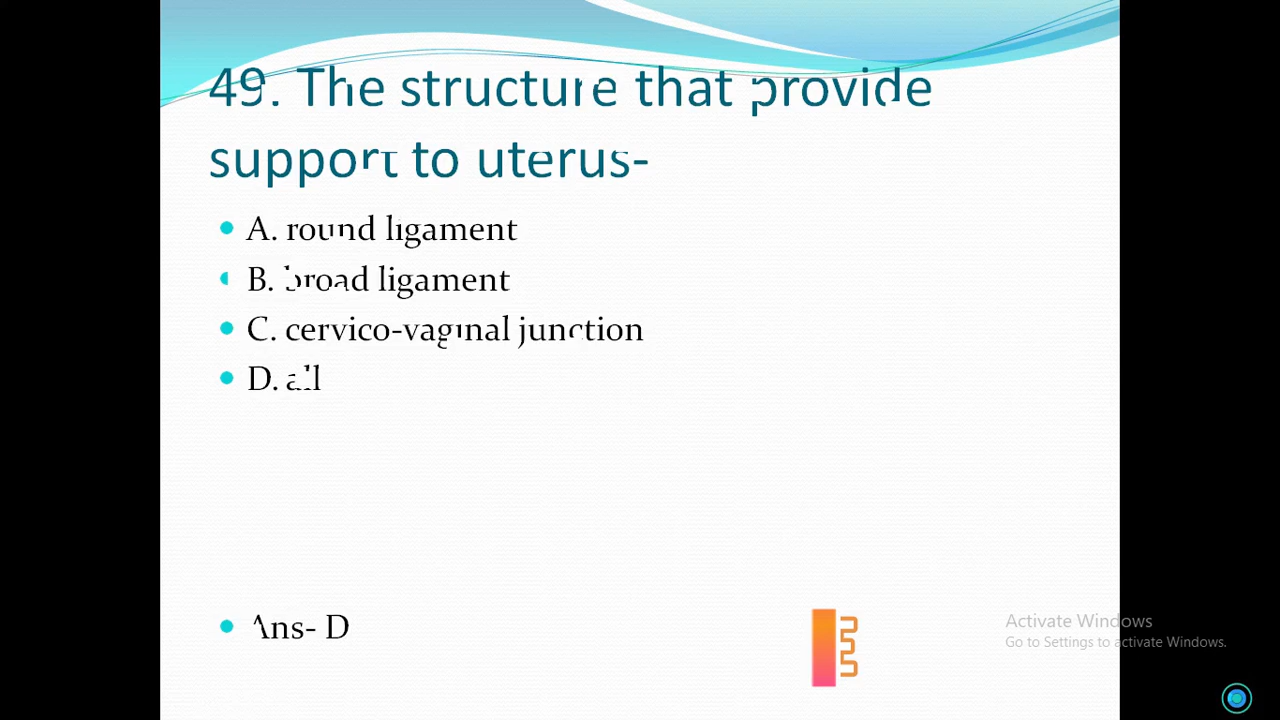 49. The structure that provide
support to uterus-
A. round ligament
B. broad ligament
C. cervico-vaginal junction
D. all
Ans- D
Activate Windows
Go to Settings to activate Windows.